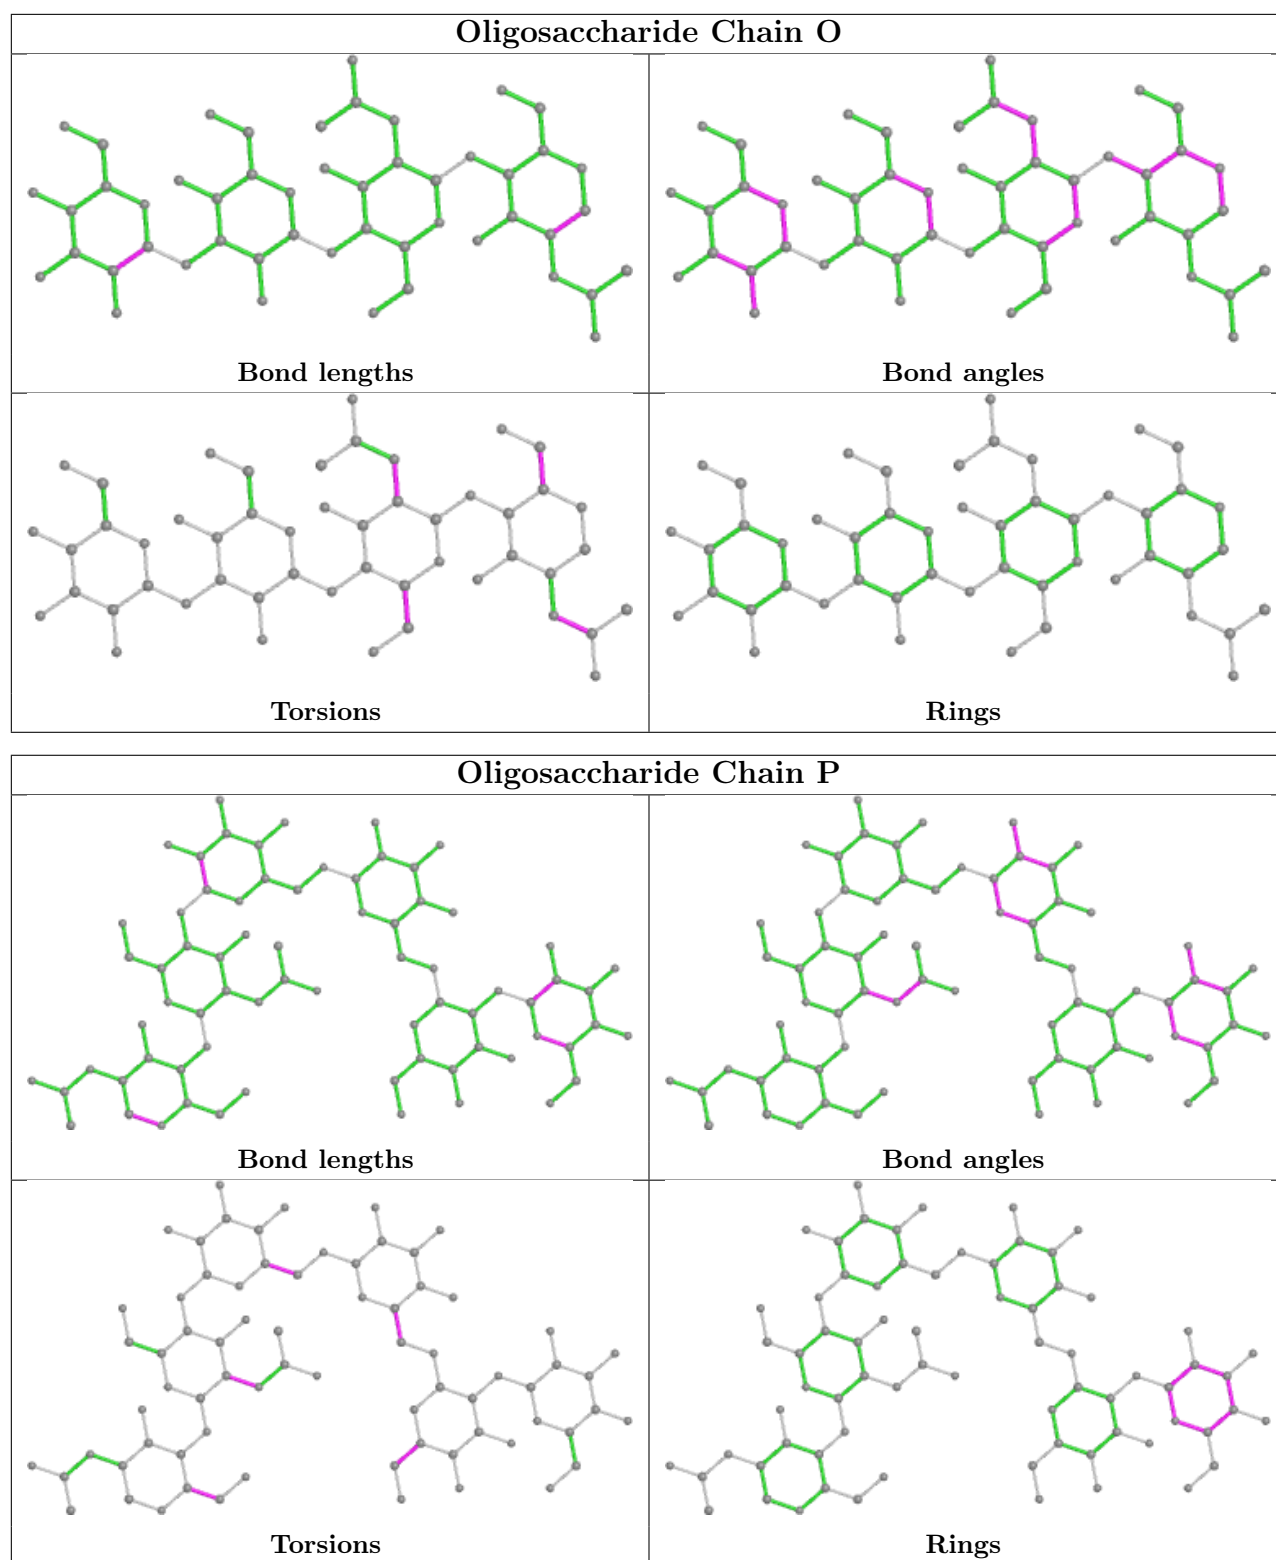 Oligosaccharide Chain O
Bond lengths
Bond angles
Torsions
Rings
Oligosaccharide Chain P
Bond lengths
Bond angles
Torsions
Rings